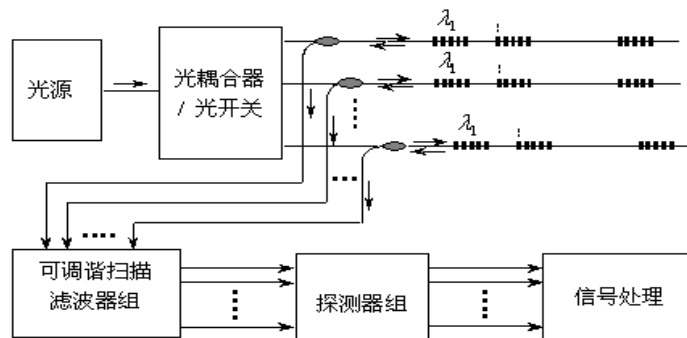 λ1
λ1
λ1
光源
光耦合器
/ 光开关
可调谐扫描
滤波器组
探测器组
信号处理